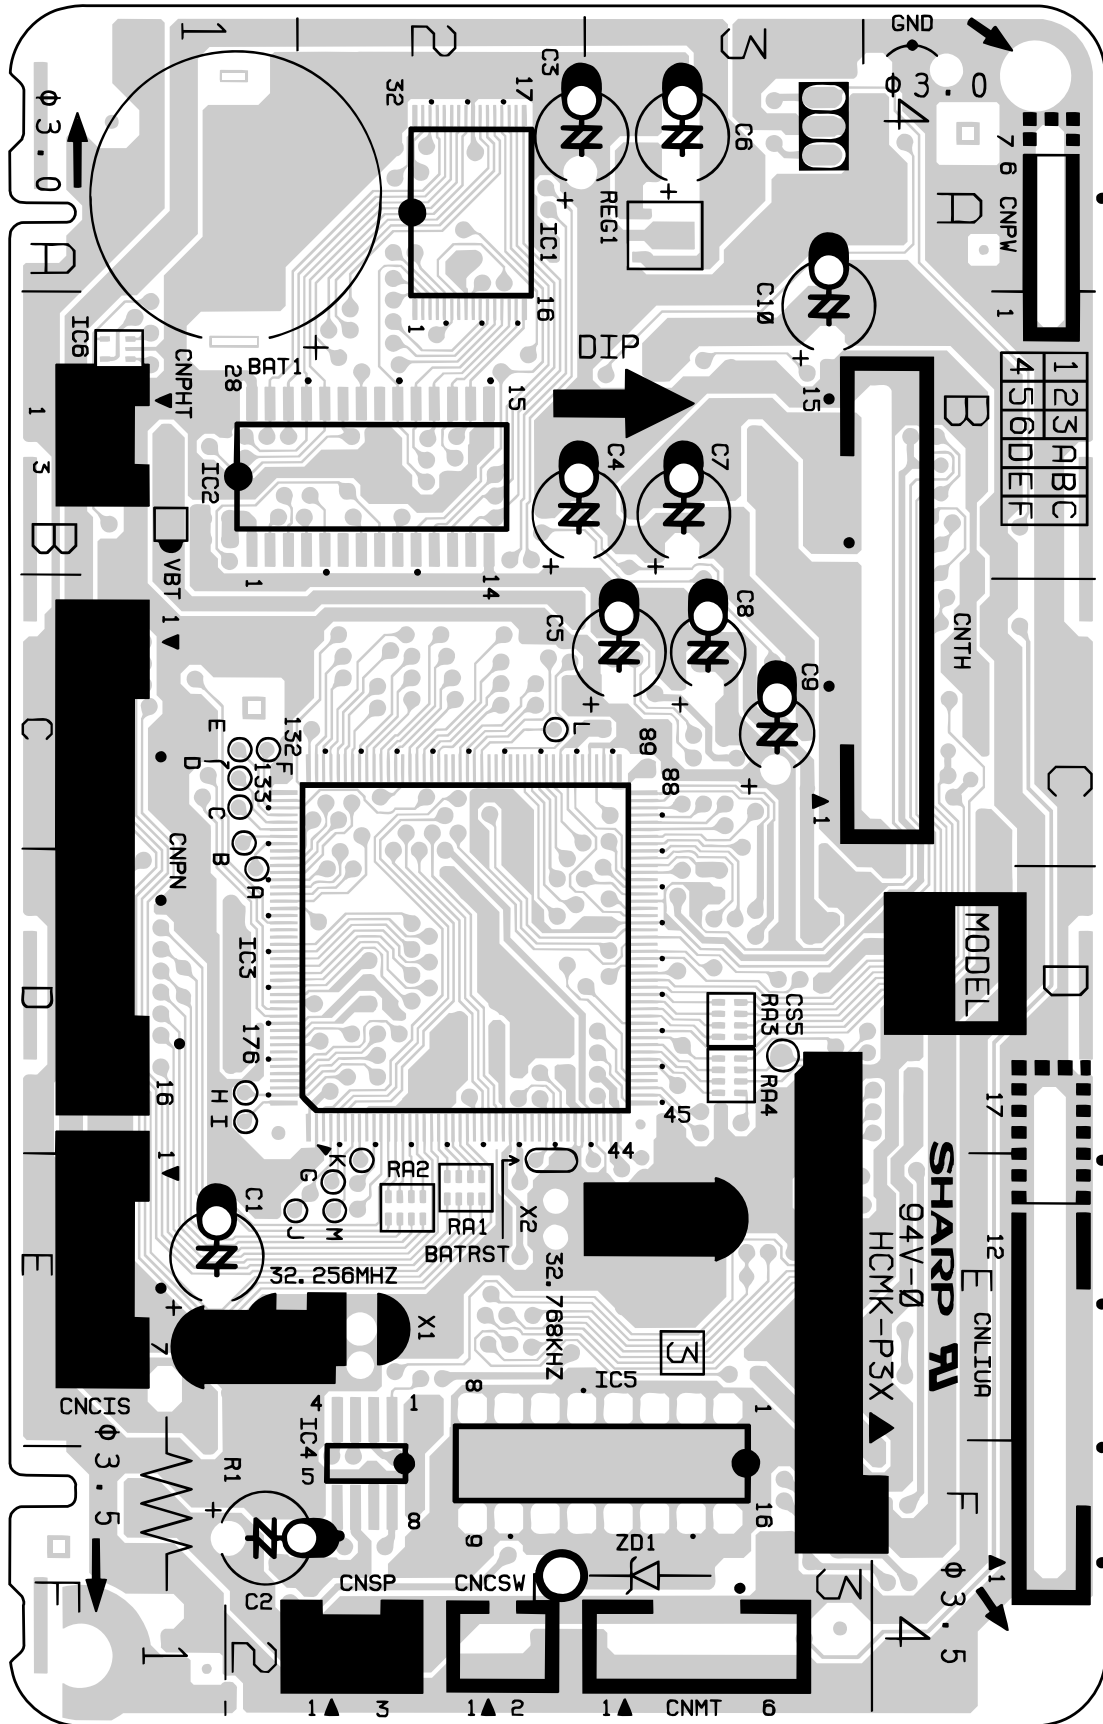 1
2
3
4
GND
φ3.0
φ3.0
C3
C6
32
17
7
6
CNPW
1
A
A
REG1
IC1
16
1
C10
DIP
IC6
CNPHT
1
3
BAT1
28
15
15
+
+
+
B
1 2 3 A B C
4 5 6 D E F
IC2
C4
C7
+
+
B
VBT
1
14
1
C5
C8
C9
+
+
+
CNTH
C
E
132
F
D
133
C
B
A
L
89
88
1
C
CNPN
IC3
MODEL
D
D
RA3
CS5
RA4
176
16
H
I
45
44
17
K
G
J
M
RA2
RA1
BATRST
X2
1
C1
+
E
32.256MHZ
32.768KHZ
X1
7
SHARP
94V-0
HCMK-P3X
12
E
CNLIUA
3
IC5
8
1
CNCIS
φ3.5
4
1
IC4
5
8
R1
+
9
16
F
C2
ZD1
CNSP
CNCSW
1
φ3.5
F
1
2
3
4
1
3
1
2
1
CNMT
6